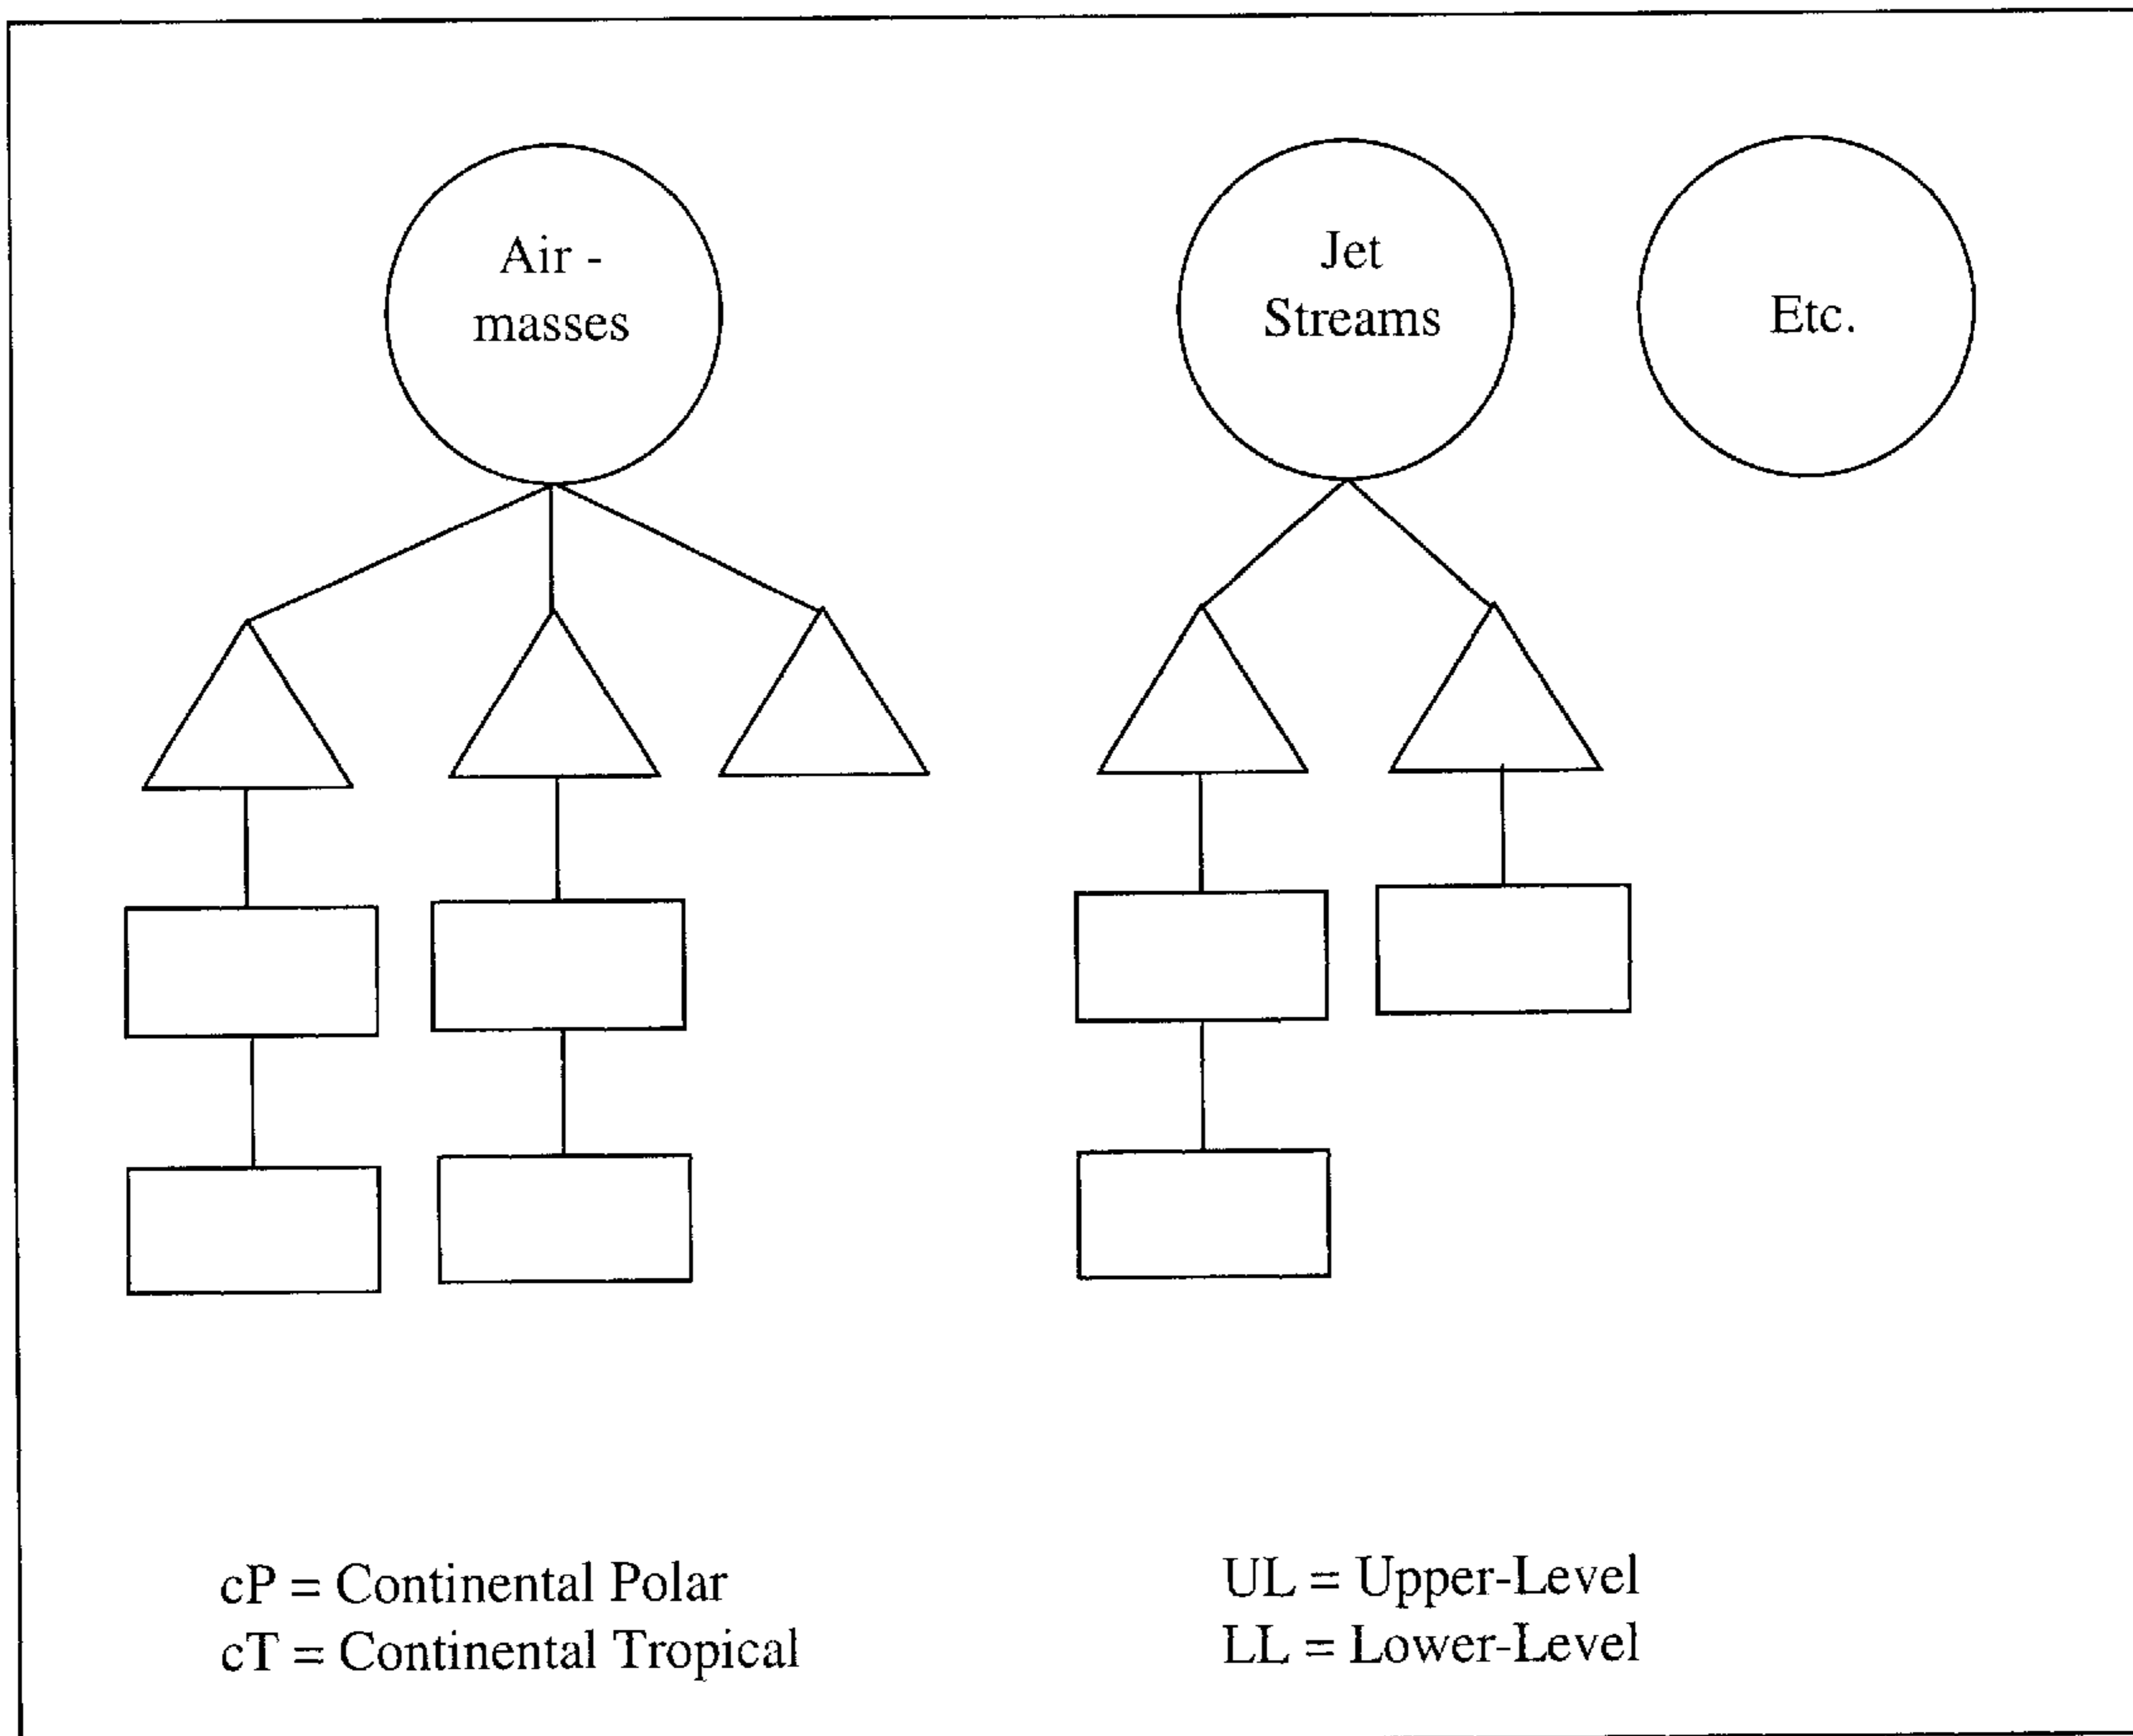 Air -
masses
Jet
Streams
Etc.
cP = Continental Polar
cT = Continental Tropical
UL = Upper-Level
LL = Lower-Level